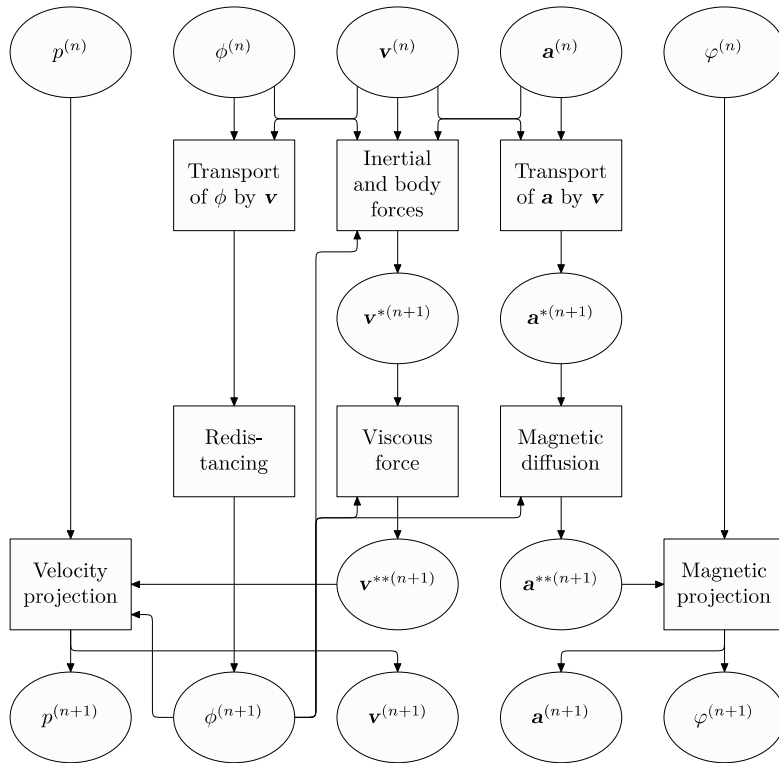 p^{(n)}
ϕ^{(n)}
v^{(n)}
a^{(n)}
φ^{(n)}
Transport
of ϕ by v
Inertial
and body
forces
Transport
of a by v
v^{*(n+1)}
a^{*(n+1)}
Redis-
tancing
Viscous
force
Magnetic
diffusion
Velocity
projection
v^{**(n+1)}
a^{**(n+1)}
Magnetic
projection
p^{(n+1)}
ϕ^{(n+1)}
v^{(n+1)}
a^{(n+1)}
φ^{(n+1)}